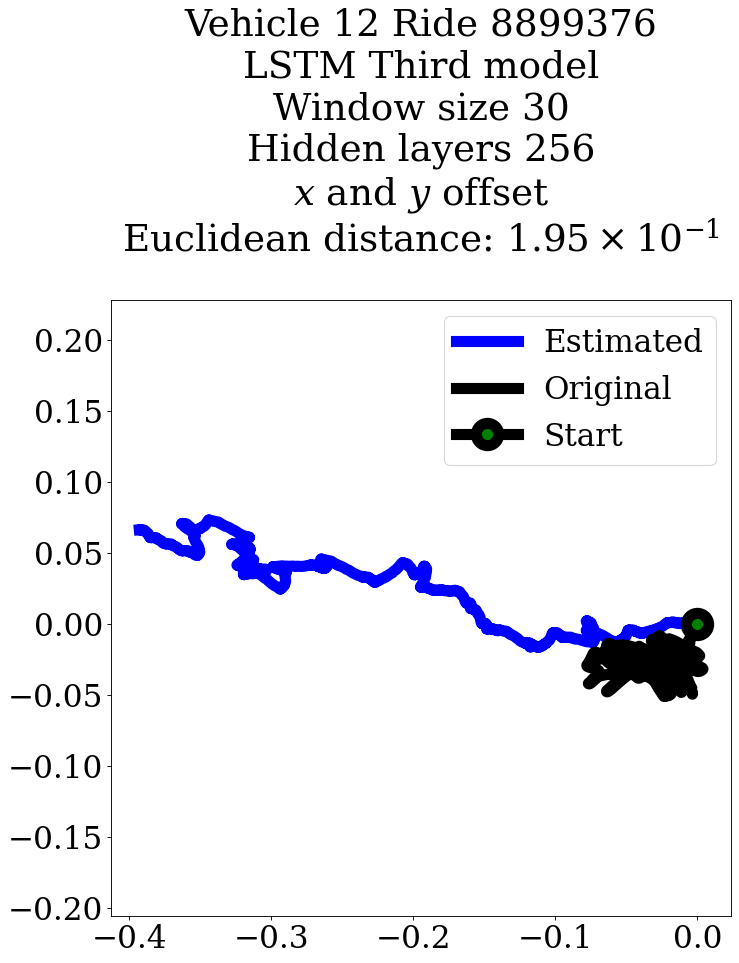 Vehicle 12 Ride 8899376
LSTM Third model
Window size 30
Hidden layers 256
x and y offset
Euclidean distance: 1.95 × 10⁻¹
Estimated
Original
Start
0.20
0.15
0.10
0.05
0.00
−0.05
−0.10
−0.15
−0.20
−0.4 −0.3 −0.2 −0.1 0.0